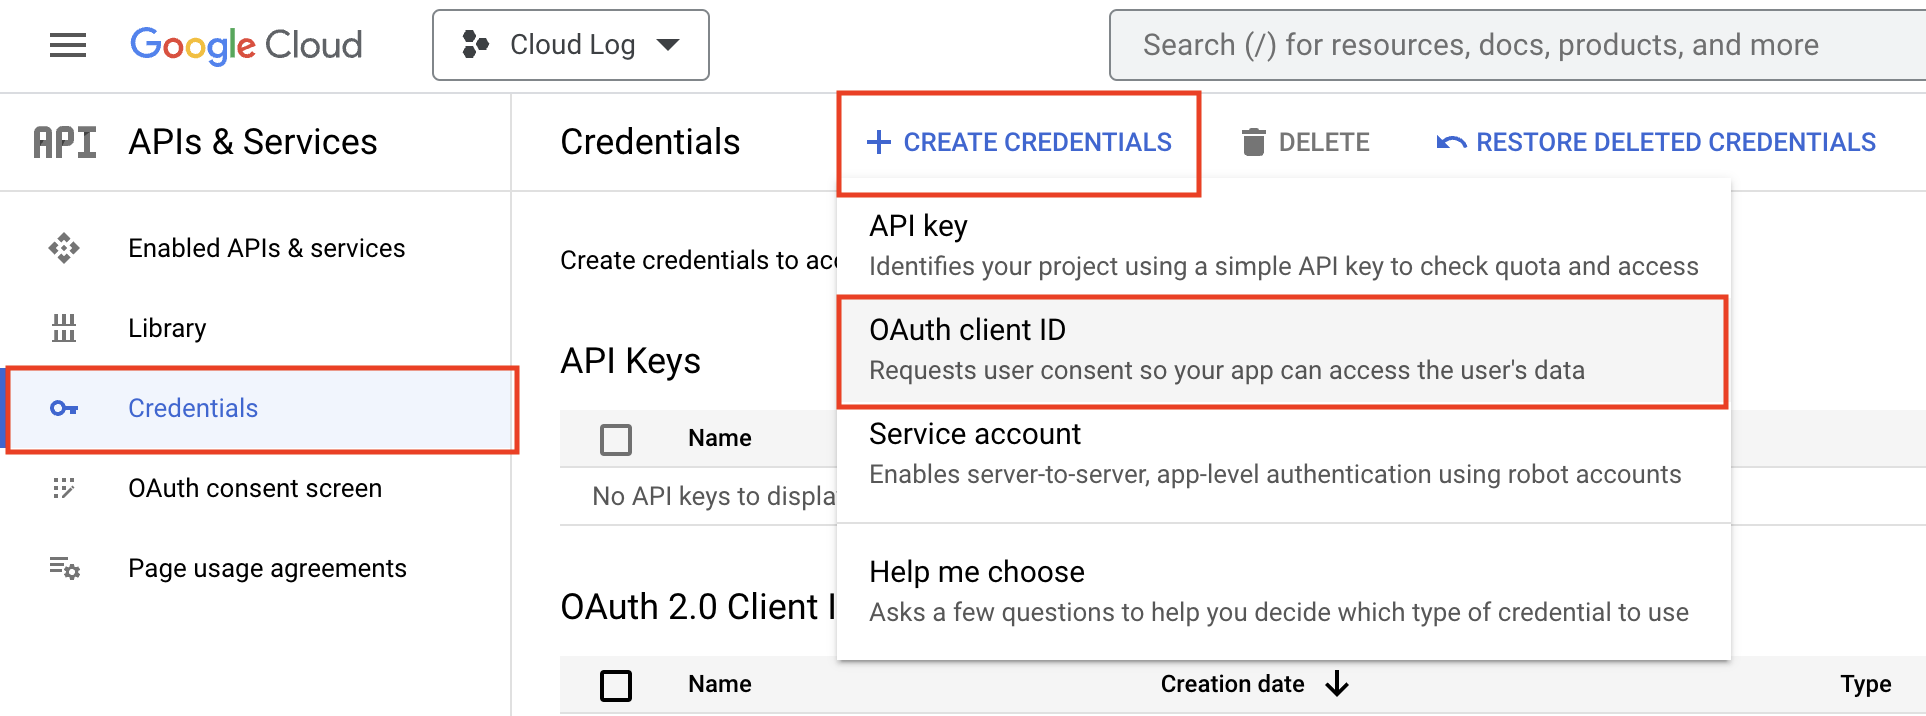 Google Cloud
Cloud Log
Search (/) for resources, docs, products, and more
API
APIs & Services
Credentials
CREATE CREDENTIALS
DELETE
RESTORE DELETED CREDENTIALS
Enabled APIs & services
Library
Credentials
OAuth consent screen
Page usage agreements
Create credentials to acc
API key
Identifies your project using a simple API key to check quota and access
OAuth client ID
Requests user consent so your app can access the user's data
Service account
Enables server-to-server, app-level authentication using robot accounts
Help me choose
Asks a few questions to help you decide which type of credential to use
API Keys
Name
No API keys to display
OAuth 2.0 Client I
Name
Creation date
Type